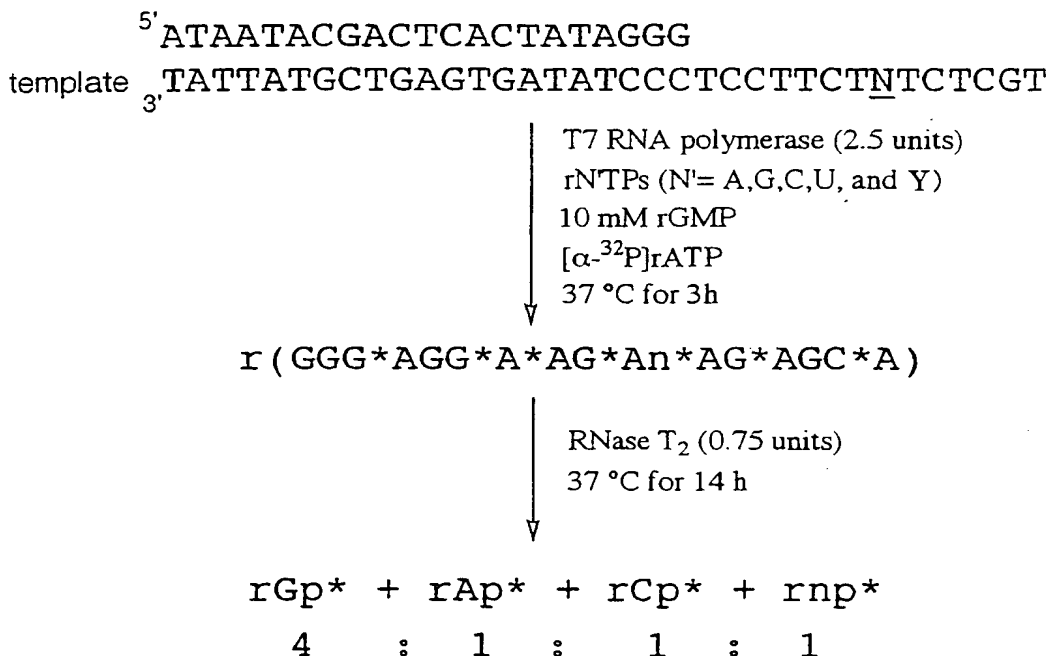 5' ATAATACGACTCACTATAGGG
template 3' TATTATGCTGAGTGATATCCCTCCTTCTNTCTCGT
T7 RNA polymerase (2.5 units)
rN'TPs (N'= A,G,C,U, and Y)
10 mM rGMP
[α-³²P]rATP
37 °C for 3h
r(GGG*AGG*A*AG*An*AG*AGC*A)
RNase T₂ (0.75 units)
37 °C for 14 h
rGp* + rAp* + rCp* + rnp*
4 : 1 : 1 : 1